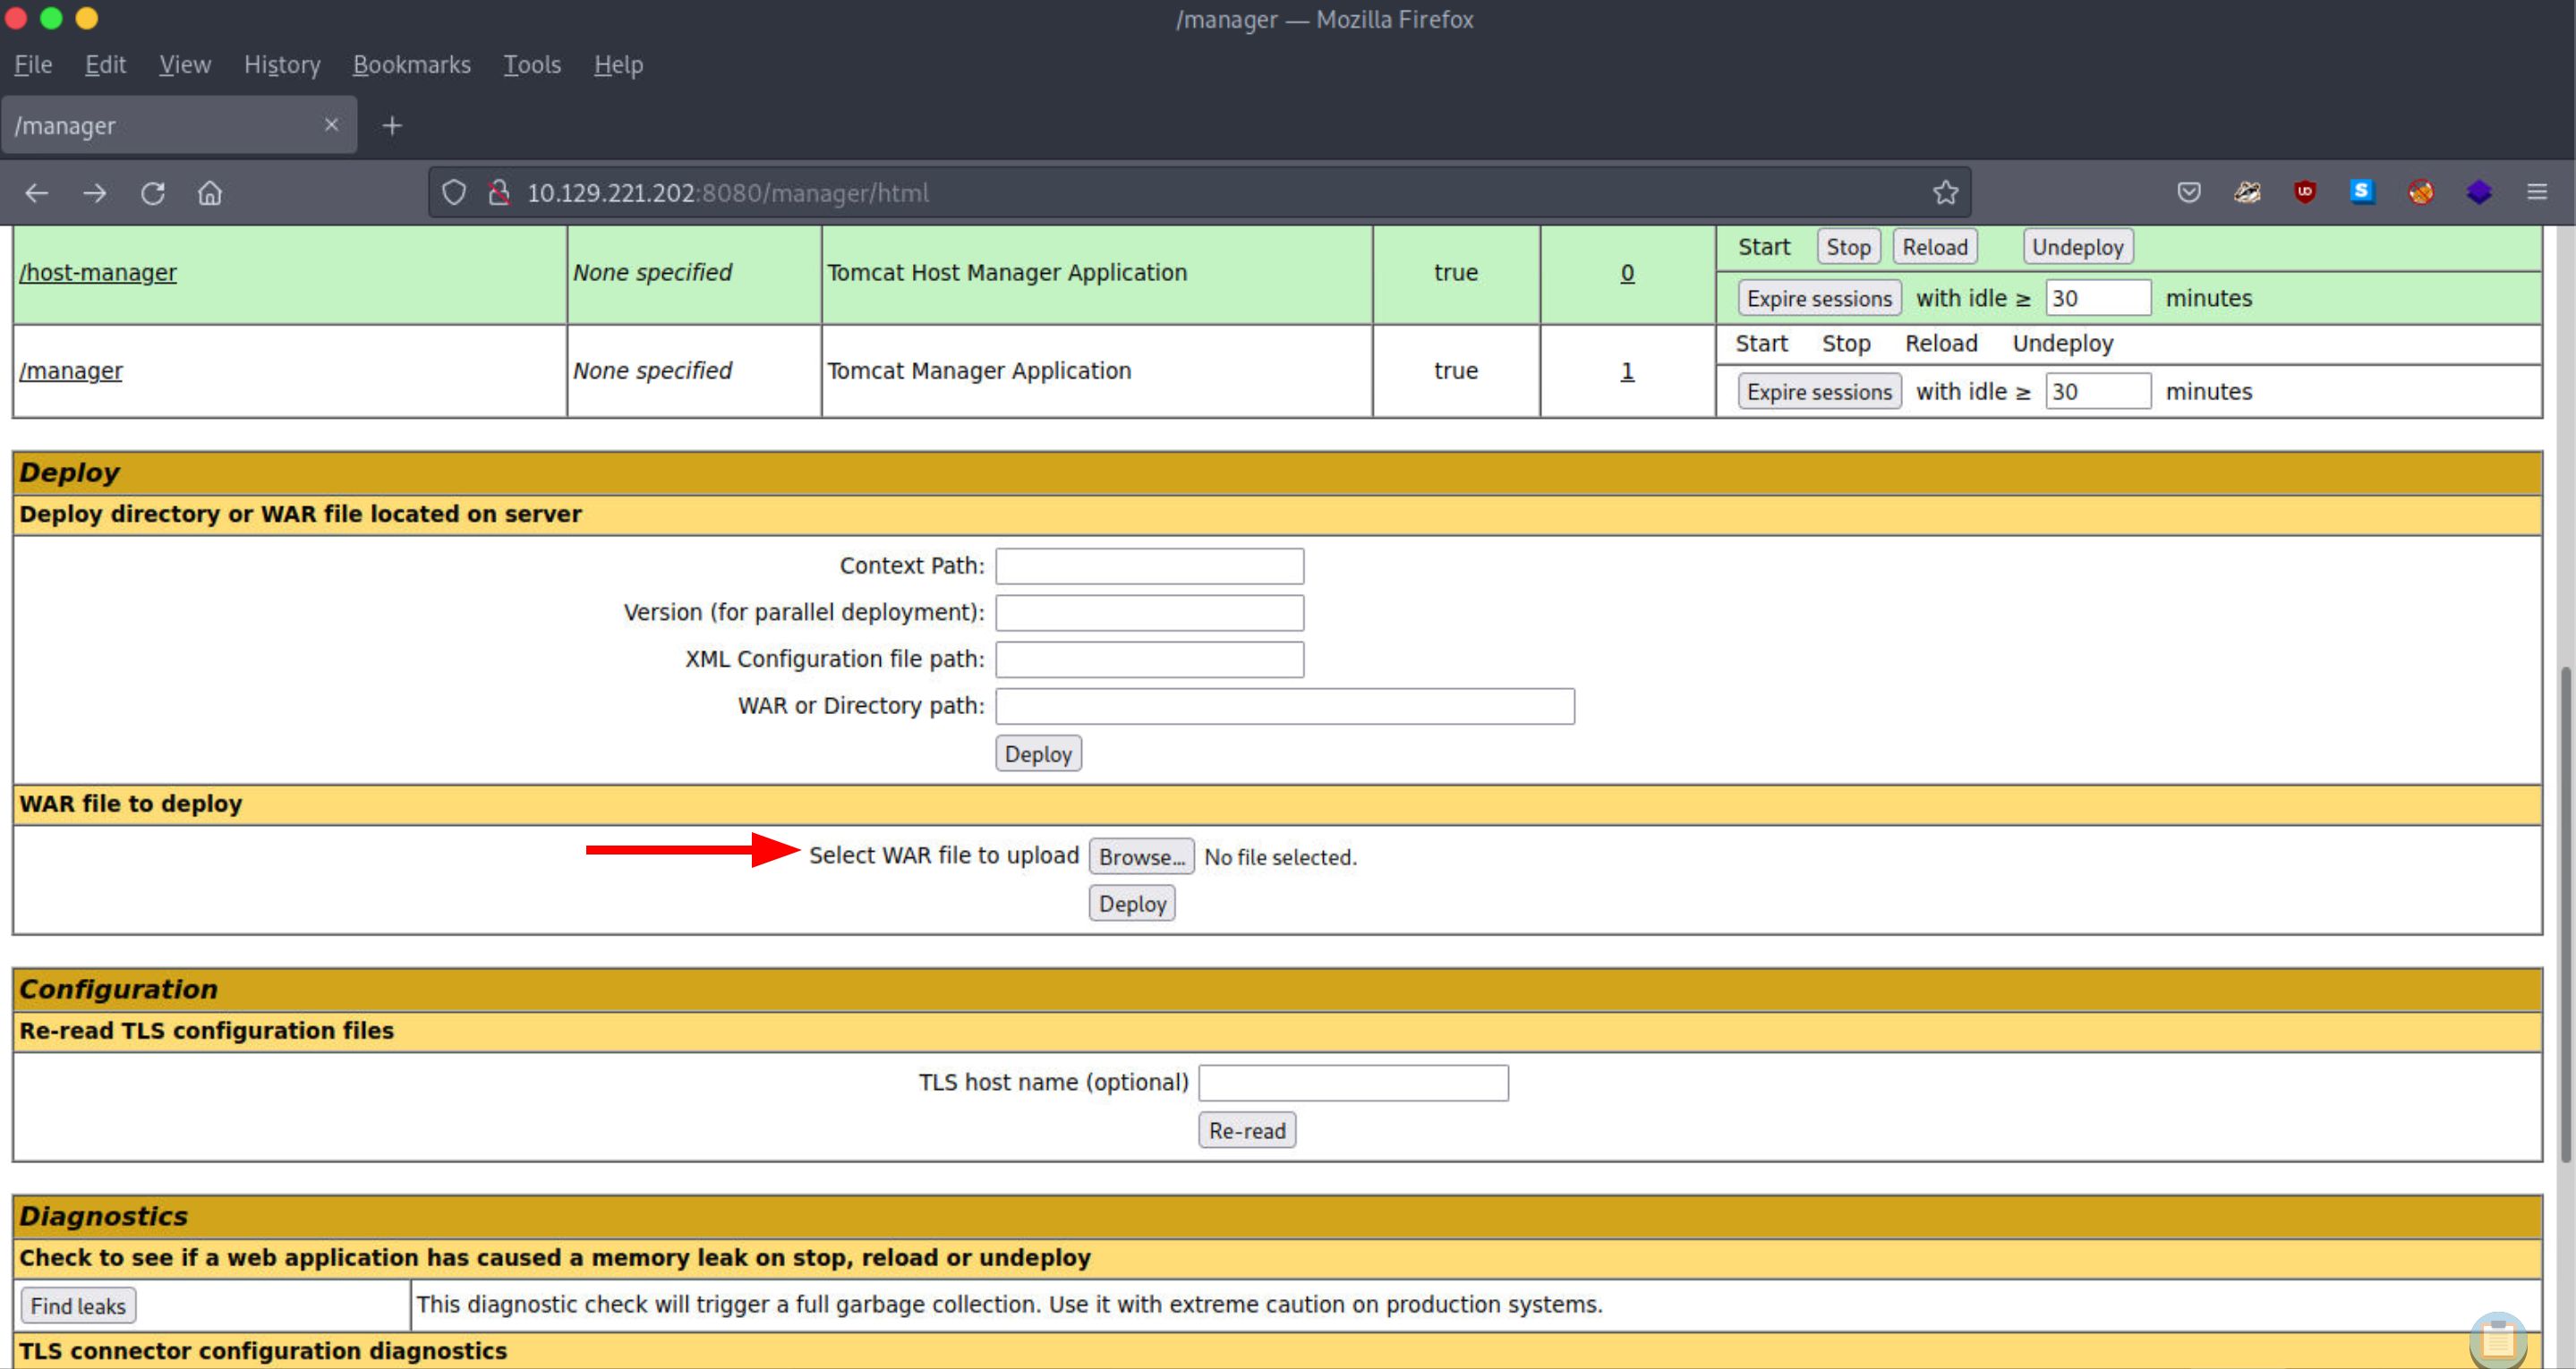 /manager — Mozilla Firefox
File Edit View History Bookmarks Tools Help
/manager
10.129.221.202:8080/manager/html
/host-manager None specified Tomcat Host Manager Application true 0 Start Stop Reload Undeploy
Expire sessions with idle ≥ 30 minutes
/manager None specified Tomcat Manager Application true 1 Start Stop Reload Undeploy
Expire sessions with idle ≥ 30 minutes
Deploy
Deploy directory or WAR file located on server
Context Path:
Version (for parallel deployment):
XML Configuration file path:
WAR or Directory path:
Deploy
WAR file to deploy
Select WAR file to upload Browse... No file selected.
Deploy
Configuration
Re-read TLS configuration files
TLS host name (optional)
Re-read
Diagnostics
Check to see if a web application has caused a memory leak on stop, reload or undeploy
Find leaks This diagnostic check will trigger a full garbage collection. Use it with extreme caution on production systems.
TLS connector configuration diagnostics